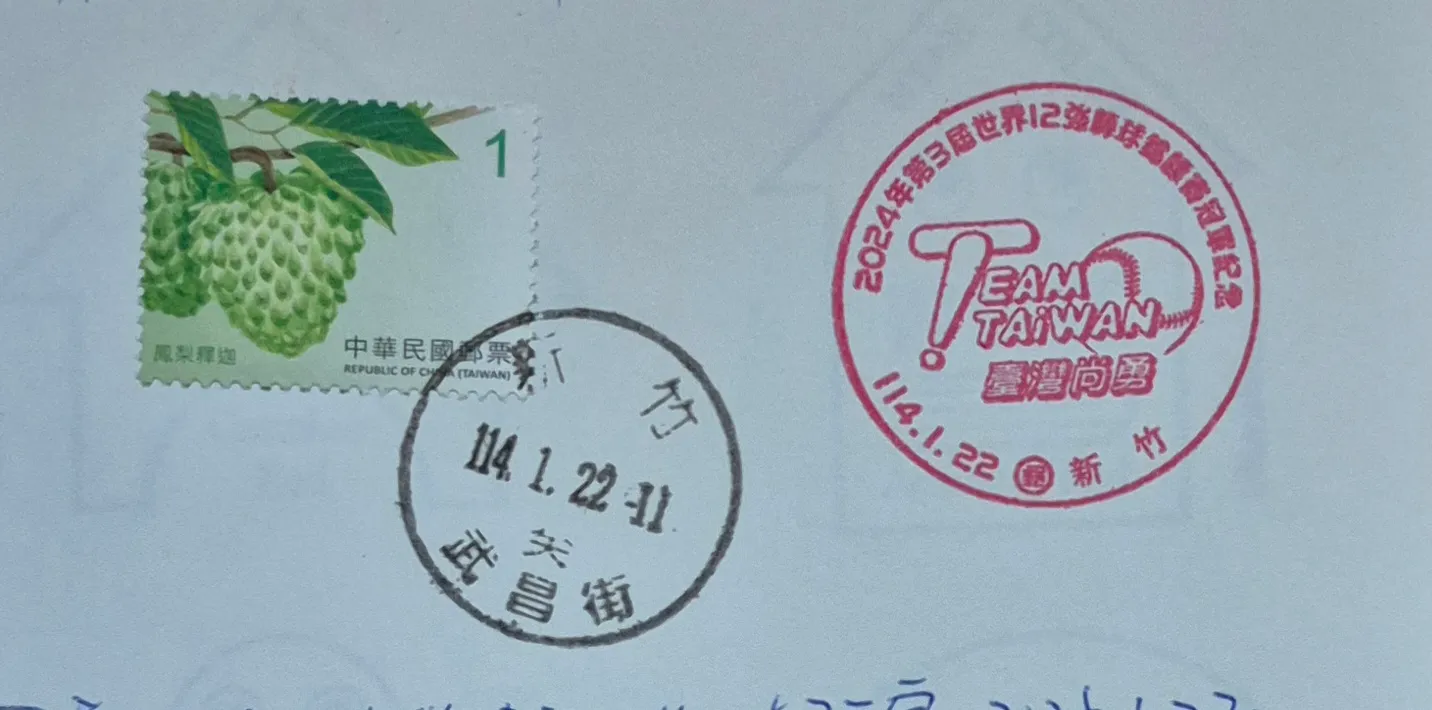 1
鳳梨釋迦
中華民國郵票
REPUBLIC OF CHINA (TAIWAN)
新竹
114.1.22-11
武昌街
2024年第3屆世界12強棒球錦標賽冠軍紀念
TEAM
TAiWAN
臺灣尚勇
114.1.22 郵 新竹